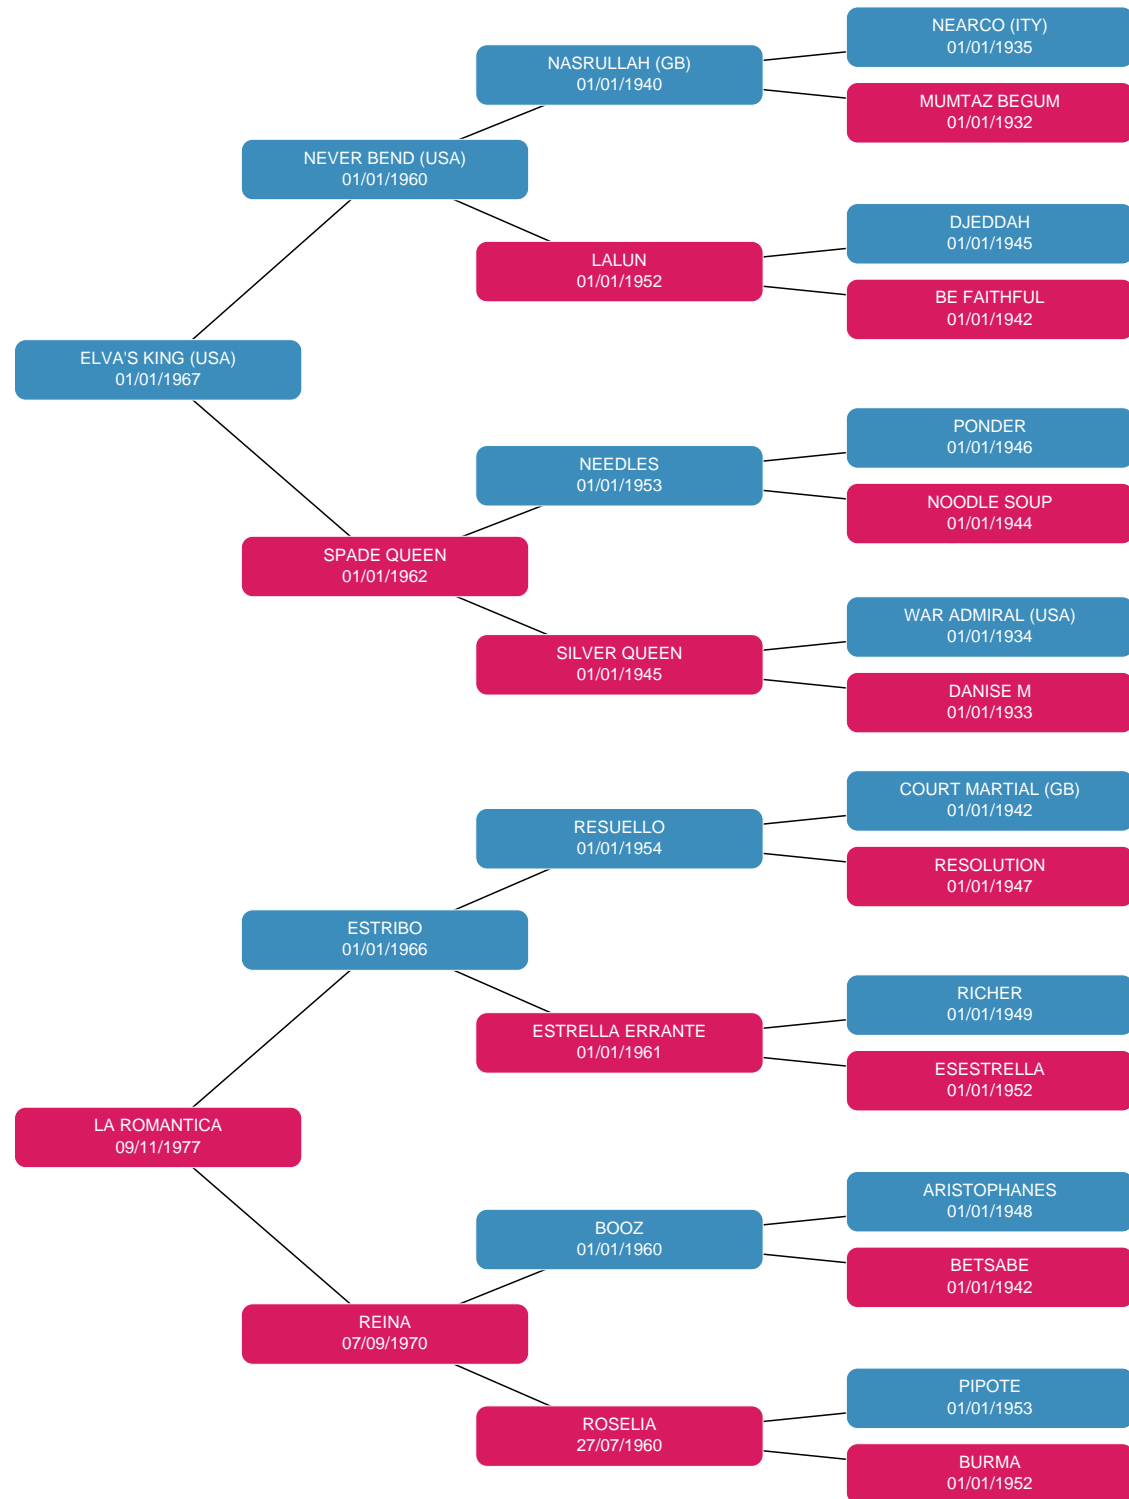 NEARCO (ITY)
01/01/1935
NASRULLAH (GB)
01/01/1940
MUMTAZ BEGUM
01/01/1932
NEVER BEND (USA)
01/01/1960
DJEDDAH
01/01/1945
LALUN
01/01/1952
BE FAITHFUL
01/01/1942
ELVA'S KING (USA)
01/01/1967
PONDER
01/01/1946
NEEDLES
01/01/1953
NOODLE SOUP
01/01/1944
SPADE QUEEN
01/01/1962
WAR ADMIRAL (USA)
01/01/1934
SILVER QUEEN
01/01/1945
DANISE M
01/01/1933
COURT MARTIAL (GB)
01/01/1942
RESUELLO
01/01/1954
RESOLUTION
01/01/1947
ESTRIBO
01/01/1966
RICHER
01/01/1949
ESTRELLA ERRANTE
01/01/1961
ESESTRELLA
01/01/1952
LA ROMANTICA
09/11/1977
ARISTOPHANES
01/01/1948
BOOZ
01/01/1960
BETSABE
01/01/1942
REINA
07/09/1970
PIPOTE
01/01/1953
ROSELIA
27/07/1960
BURMA
01/01/1952